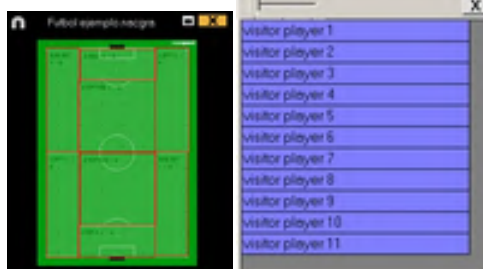 Futbol ejemplo necgra
visitor player 1
visitor player 2
visitor player 3
visitor player 4
visitor player 5
visitor player 6
visitor player 7
visitor player 8
visitor player 9
visitor player 10
visitor player 11